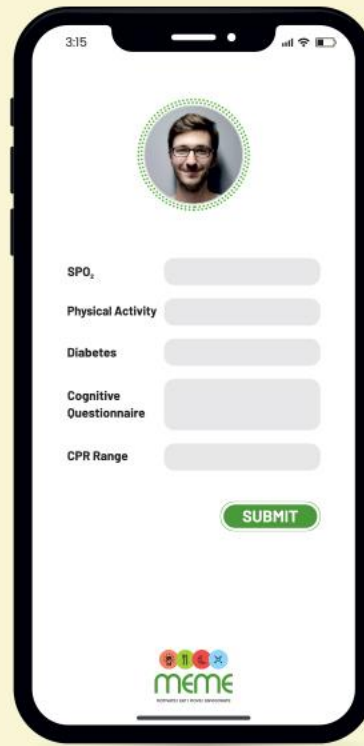 3:15
SPO₂
Physical Activity
Diabetes
Cognitive
Questionnaire
CPR Range
SUBMIT
meme